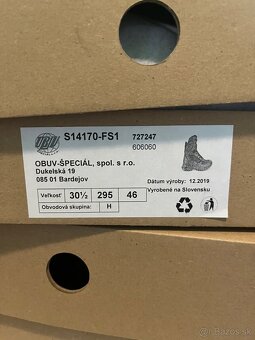 OBU
S14170-FS1 727247
606060
OBUV-ŠPECIÁL, spol. s r.o.
Dukelská 19
085 01 Bardejov
Dátum výroby: 12.2019
Vyrobené na Slovensku
Veľkosť 30½ 295 46
Obvodová skupina: H
Bazos.sk